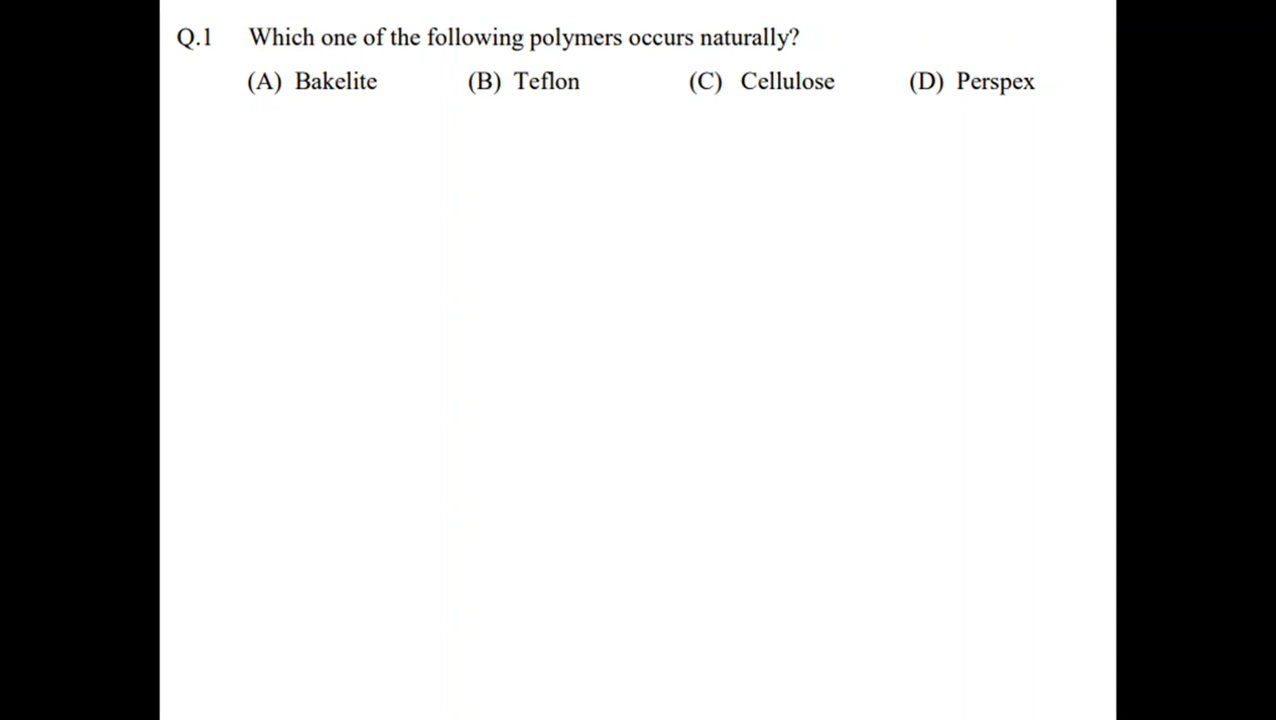 Q.1 Which one of the following polymers occurs naturally?
(A) Bakelite (B) Teflon (C) Cellulose (D) Perspex